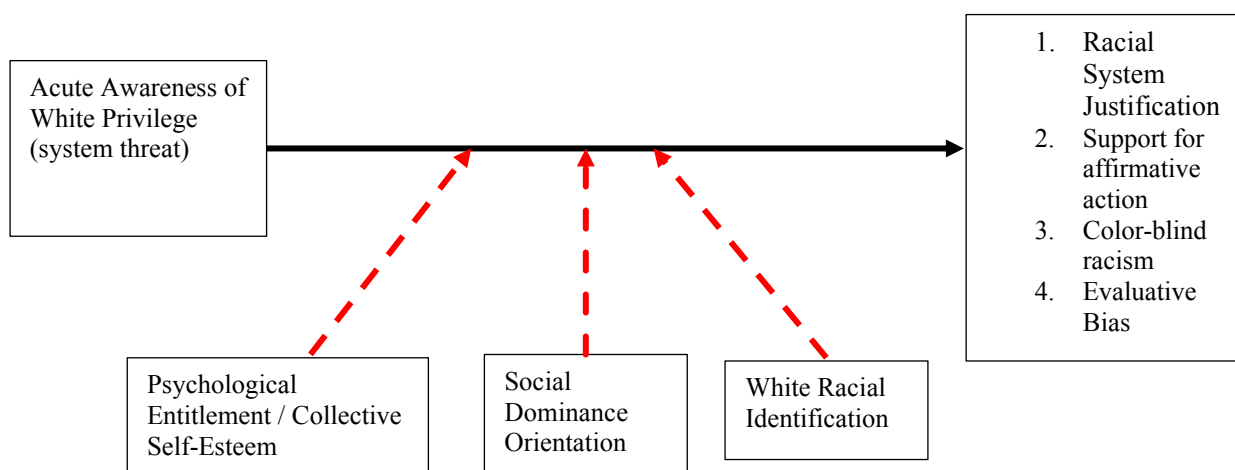 Acute Awareness of
White Privilege
(system threat)
1. Racial
System
Justification
2. Support for
affirmative
action
3. Color-blind
racism
4. Evaluative
Bias
Psychological
Entitlement / Collective
Self-Esteem
Social
Dominance
Orientation
White Racial
Identification